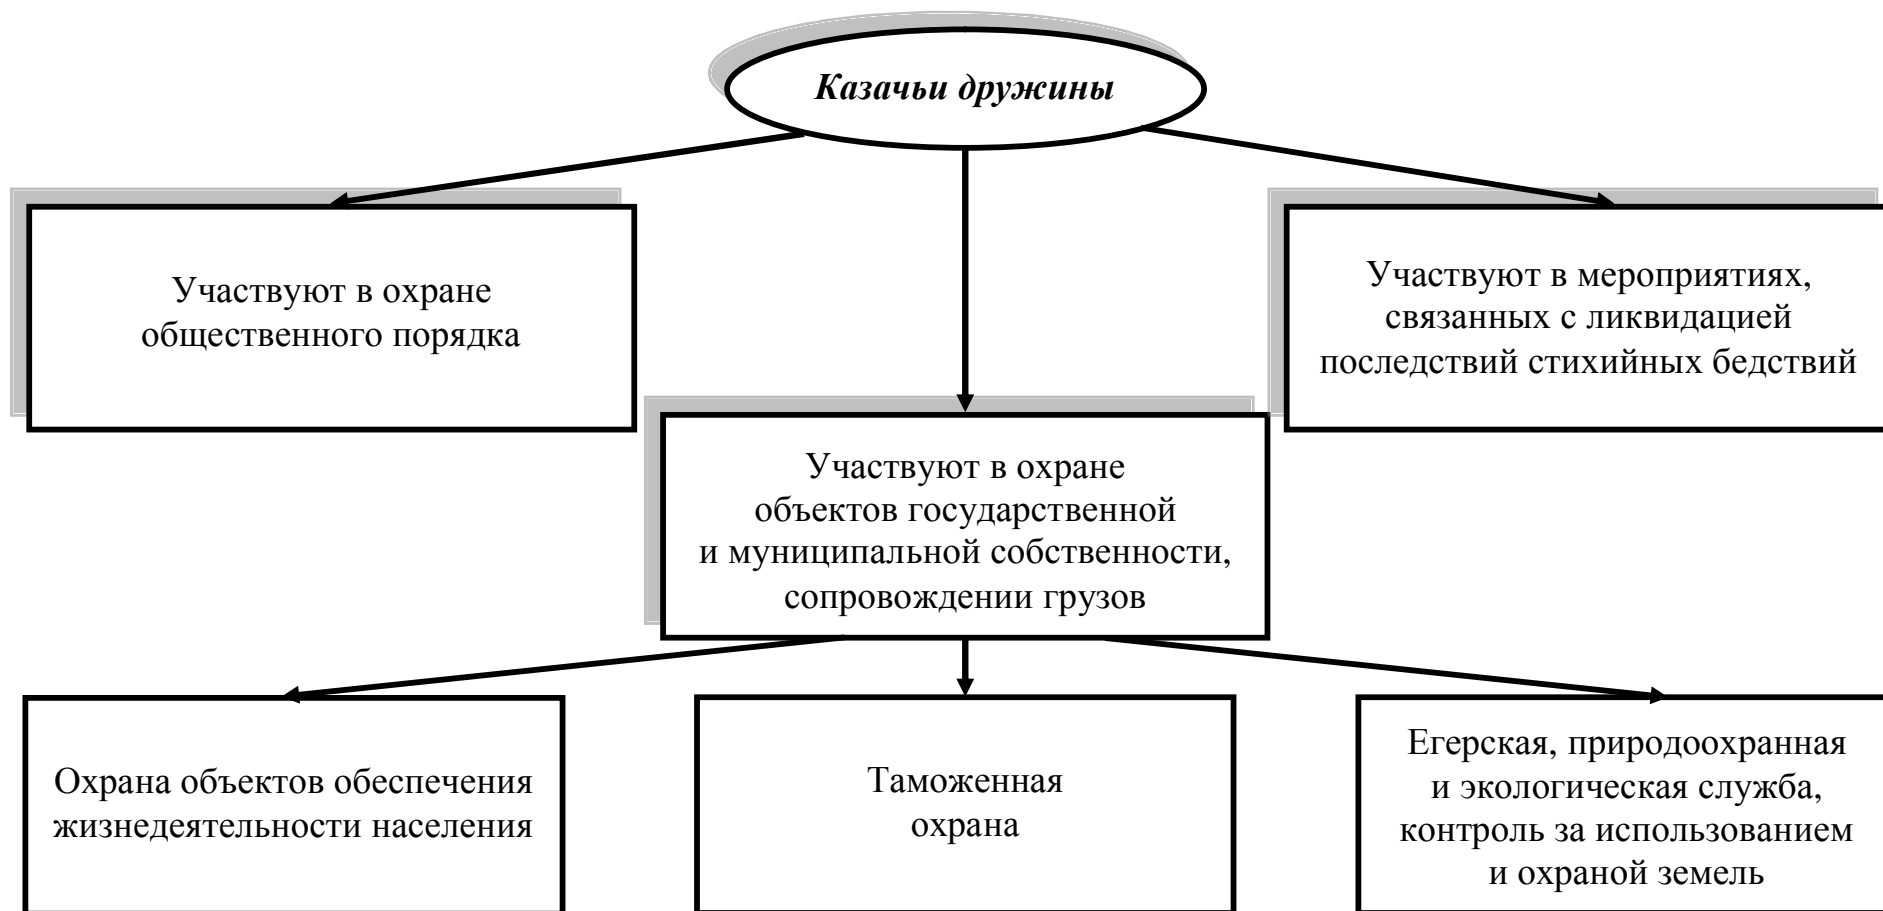 Казачьи дружины
Участвуют в охране
общественного порядка
Участвуют в мероприятиях,
связанных с ликвидацией
последствий стихийных бедствий
Участвуют в охране
объектов государственной
и муниципальной собственности,
сопровождении грузов
Охрана объектов обеспечения
жизнедеятельности населения
Таможенная
охрана
Егерская, природоохранная
и экологическая служба,
контроль за использованием
и охраной земель